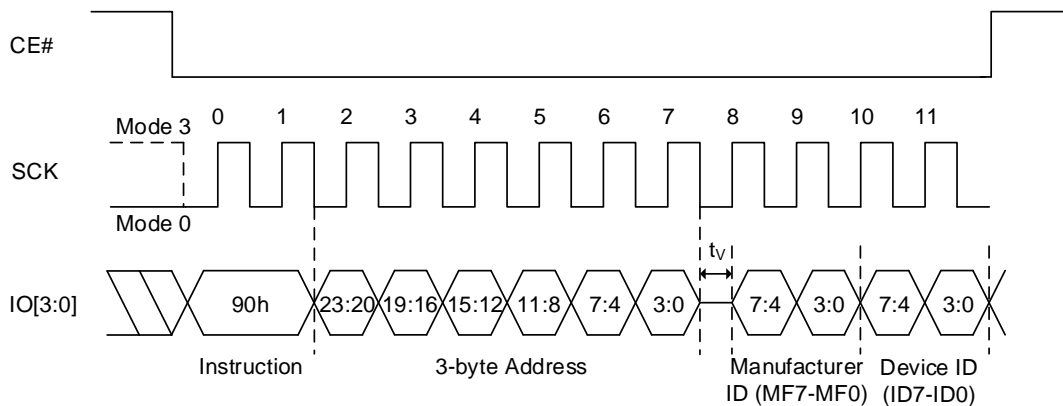 CE#
0 1 2 3 4 5 6 7 8 9 10 11
Mode 3
SCK
Mode 0
tV
IO[3:0] 90h 23:20 19:16 15:12 11:8 7:4 3:0 7:4 3:0 7:4 3:0
Instruction 3-byte Address Manufacturer Device ID
ID (MF7-MF0) (ID7-ID0)